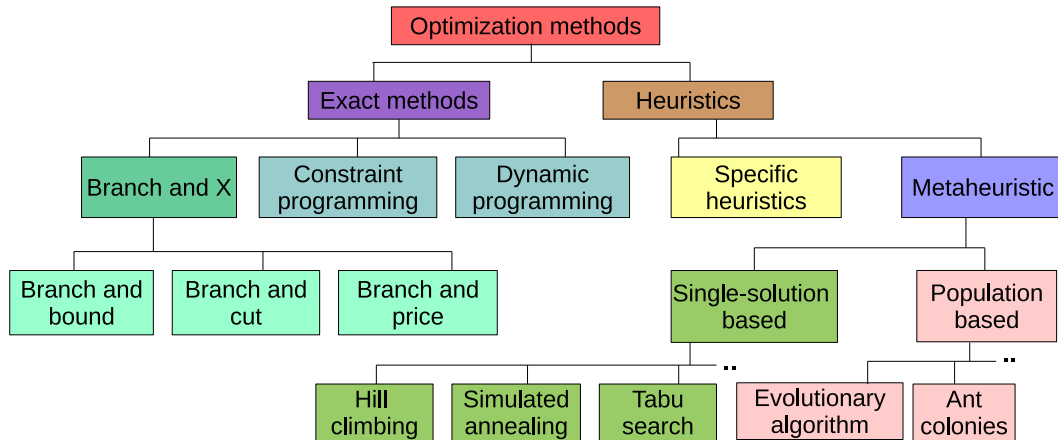 Optimization methods
Exact methods
Heuristics
Branch and X
Constraint
programming
Dynamic
programming
Specific
heuristics
Metaheuristic
Branch and
bound
Branch and
cut
Branch and
price
Single-solution
based
Population
based
..
..
Hill
climbing
Simulated
annealing
Tabu
search
Evolutionary
algorithm
Ant
colonies